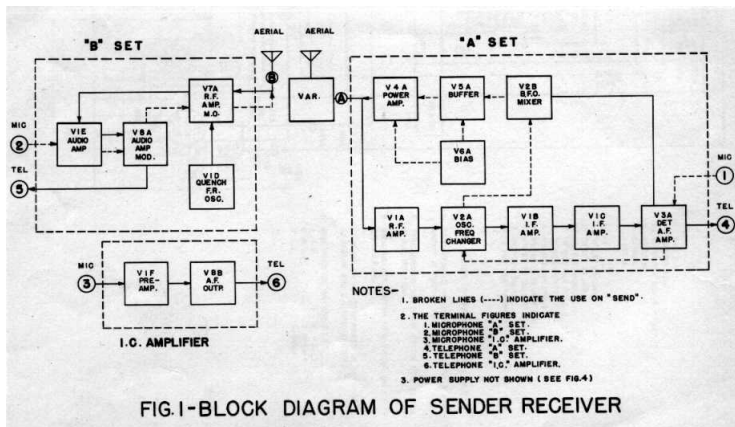 "B" SET
AERIAL
AERIAL
"A" SET
B
V7A
R.F.
AMP.
M.O.
VAR.
A
V4A
POWER
AMP.
V5A
BUFFER
V2B
B.F.O.
MIXER
MIC
2
V1E
AUDIO
AMP
V8A
AUDIO
AMP
MOD.
TEL
5
V1D
QUENCH
F.R.
OSC.
V6A
BIAS
MIC
1
V1A
R.F.
AMP.
V2A
OSC.
FREQ
CHANGER
V1B
I.F.
AMP.
V1C
I.F.
AMP.
V3A
DET
A.F.
AMP.
TEL
4
MIC
3
V1F
PRE-
AMP.
V8B
A.F.
OUTP.
TEL
6
I.C. AMPLIFIER
NOTES-
1. BROKEN LINES (----) INDICATE THE USE ON "SEND".
2. THE TERMINAL FIGURES INDICATE
1. MICROPHONE "A" SET.
2. MICROPHONE "B" SET.
3. MICROPHONE "I.C." AMPLIFIER.
4. TELEPHONE "A" SET.
5. TELEPHONE "B" SET.
6. TELEPHONE "I.C." AMPLIFIER.
3. POWER SUPPLY NOT SHOWN (SEE FIG.4)
FIG.1-BLOCK DIAGRAM OF SENDER RECEIVER